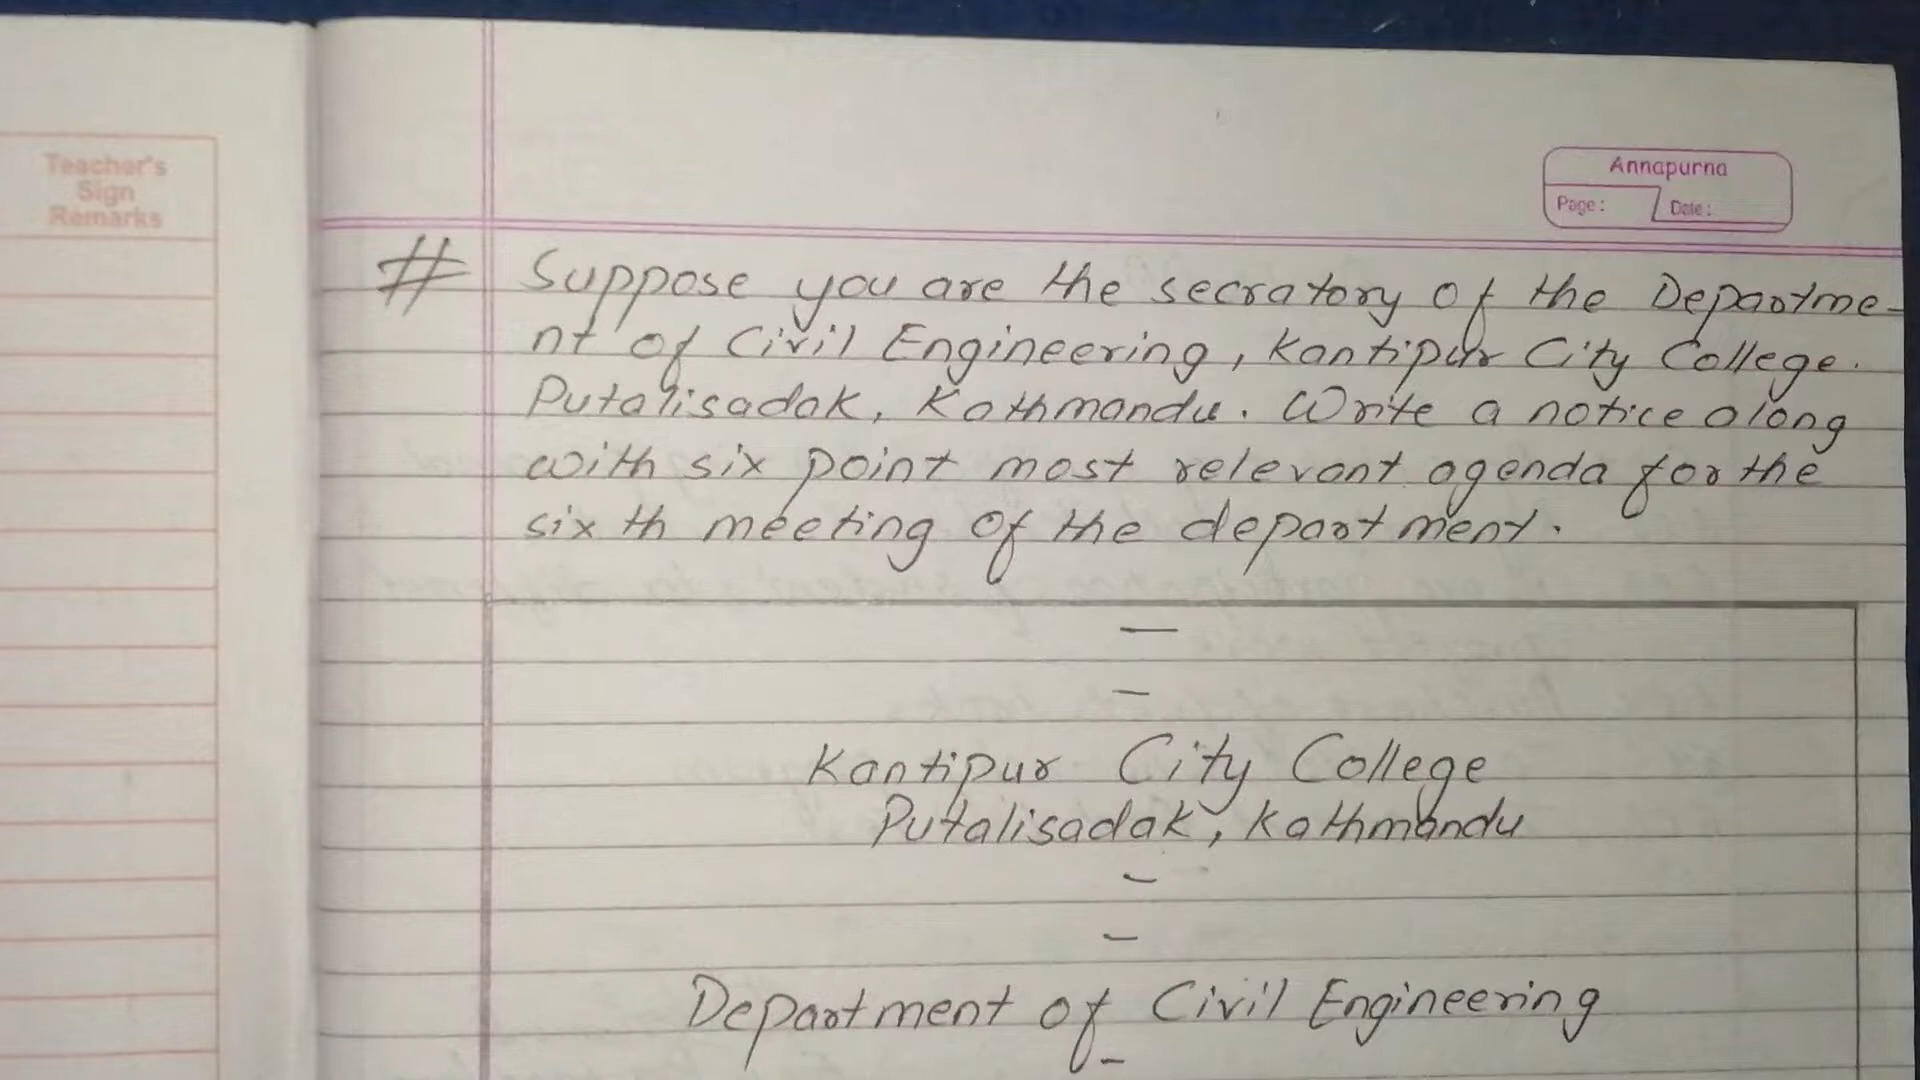 Teacher's
Sign
Remarks
Annapurna
Page: Date:
# Suppose you are the secratory of the Departme-
nt of Civil Engineering, Kantipur City College.
Putalisadak, Kathmandu. Write a notice along
with six point most relevant agenda for the
six th meeting of the department.
—
—
Kantipur City College
Putalisadak, Kathmandu
-
-
Department of Civil Engineering
-